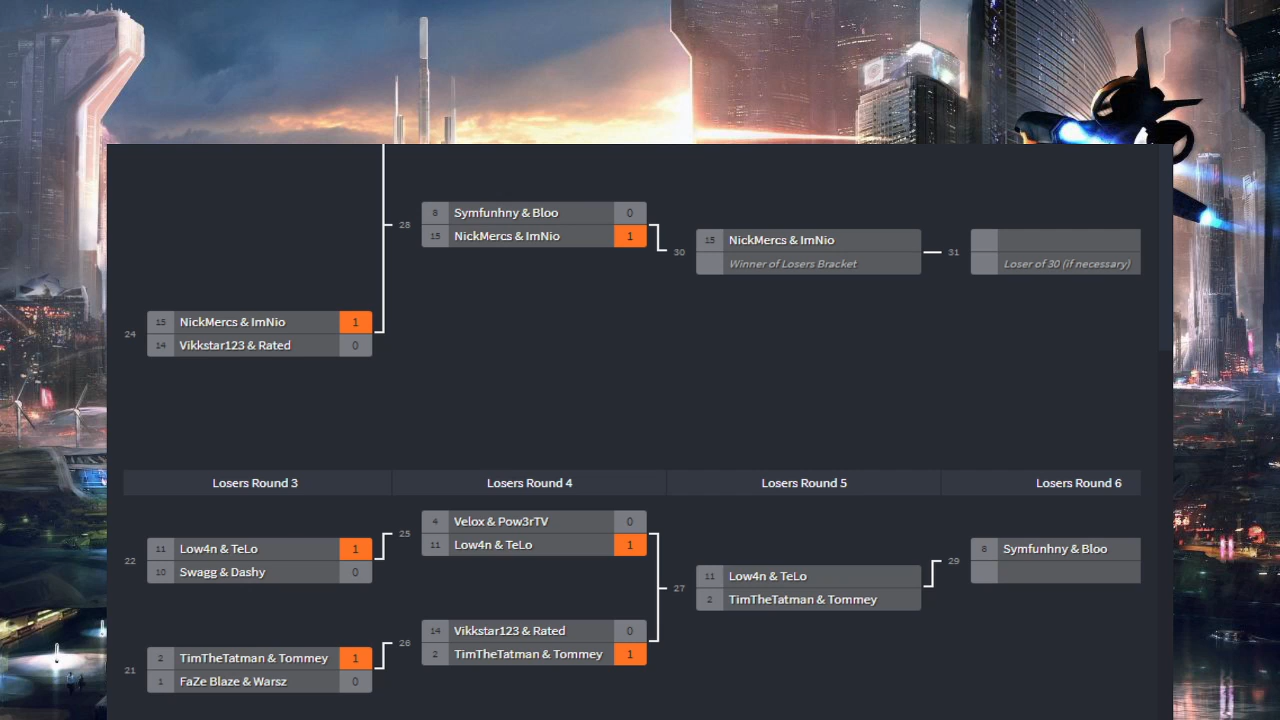 28
8 Symfunhny & Bloo 0
15 NickMercs & ImNio 1
30
15 NickMercs & ImNio
Winner of Losers Bracket
31
Loser of 30 (if necessary)
24
15 NickMercs & ImNio 1
14 Vikkstar123 & Rated 0
Losers Round 3 Losers Round 4 Losers Round 5 Losers Round 6
22
11 Low4n & TeLo 1
10 Swagg & Dashy 0
21
2 TimTheTatman & Tommey 1
1 FaZe Blaze & Warsz 0
25
4 Velox & Pow3rTV 0
11 Low4n & TeLo 1
26
14 Vikkstar123 & Rated 0
2 TimTheTatman & Tommey 1
27
11 Low4n & TeLo
2 TimTheTatman & Tommey
29
8 Symfunhny & Bloo